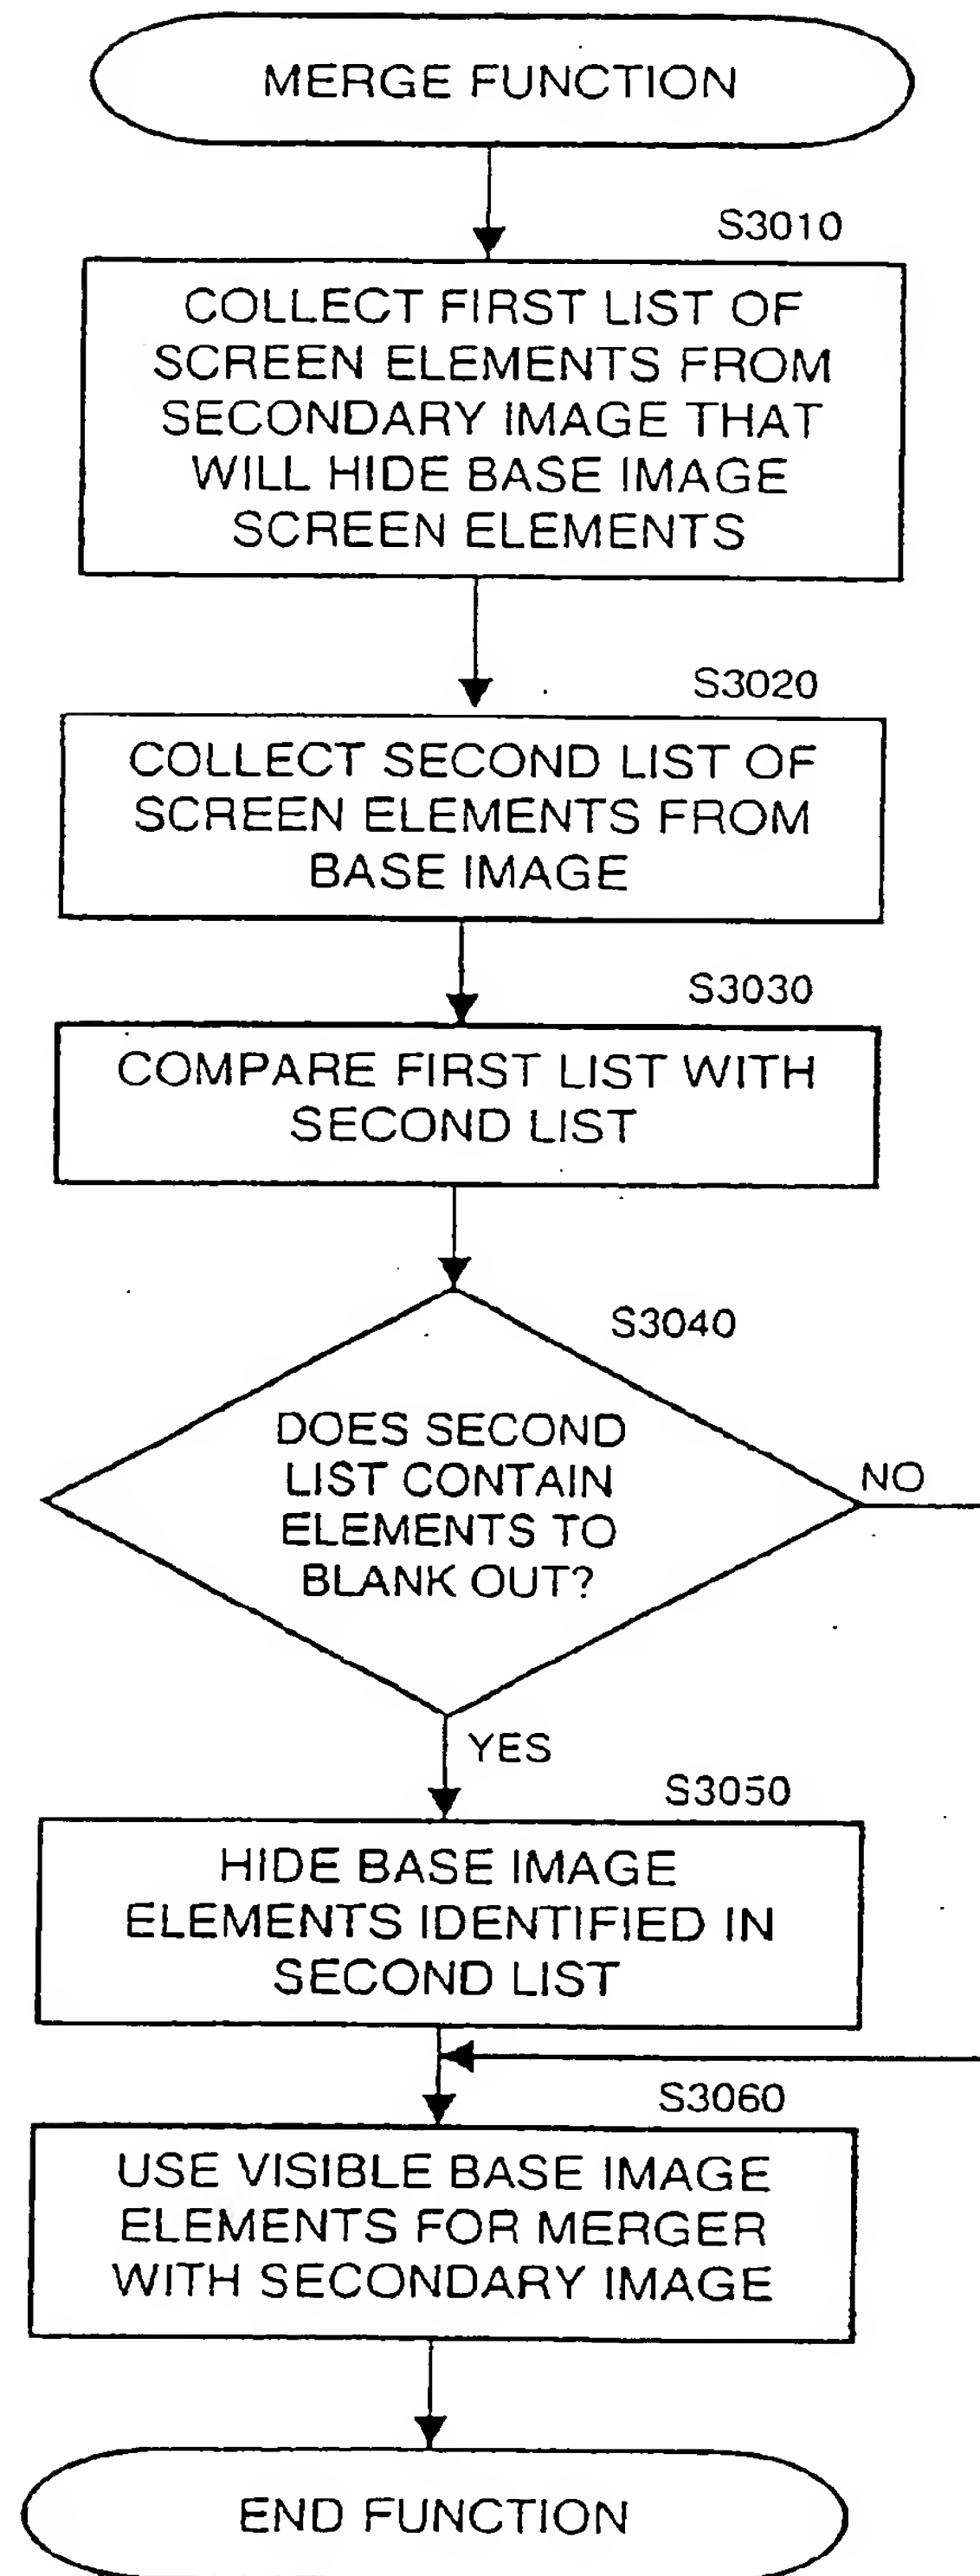 MERGE FUNCTION
S3010
COLLECT FIRST LIST OF
SCREEN ELEMENTS FROM
SECONDARY IMAGE THAT
WILL HIDE BASE IMAGE
SCREEN ELEMENTS
S3020
COLLECT SECOND LIST OF
SCREEN ELEMENTS FROM
BASE IMAGE
S3030
COMPARE FIRST LIST WITH
SECOND LIST
S3040
DOES SECOND
LIST CONTAIN
ELEMENTS TO
BLANK OUT?
NO
YES
S3050
HIDE BASE IMAGE
ELEMENTS IDENTIFIED IN
SECOND LIST
S3060
USE VISIBLE BASE IMAGE
ELEMENTS FOR MERGER
WITH SECONDARY IMAGE
END FUNCTION